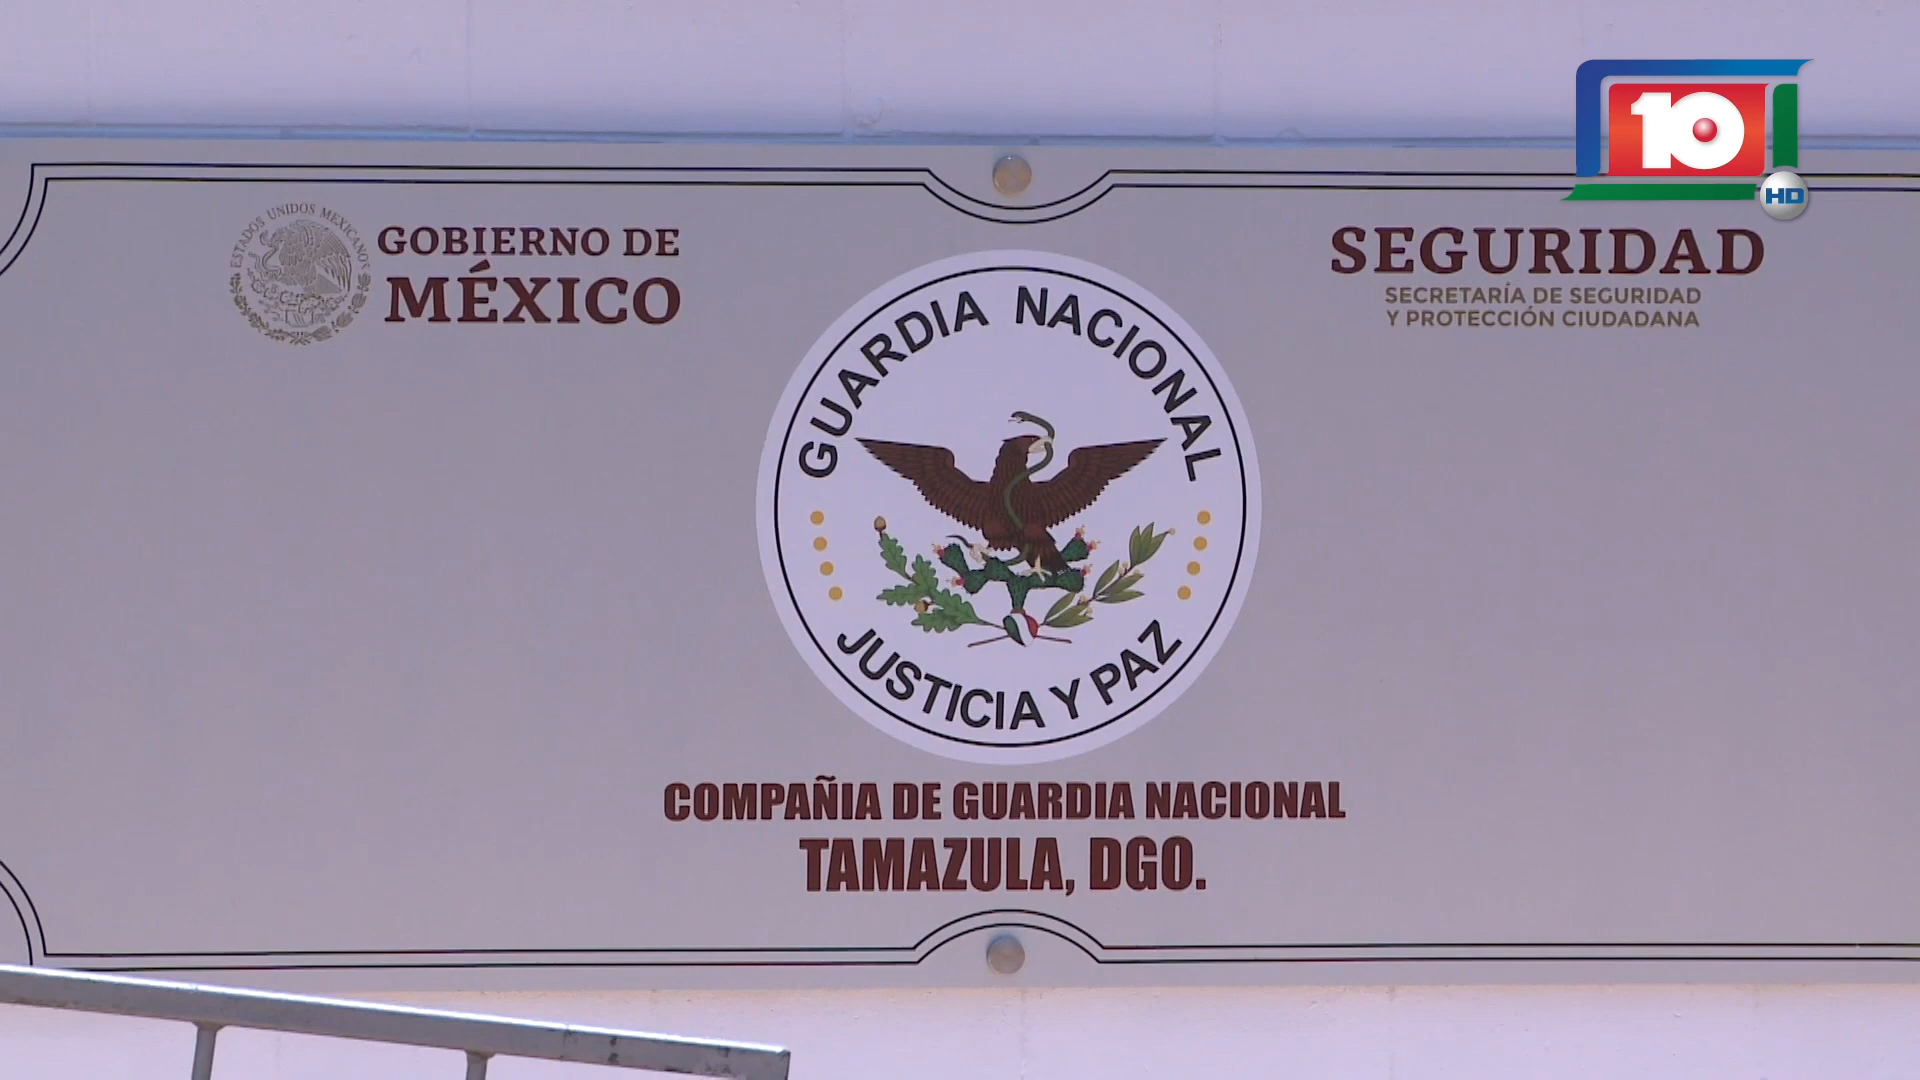 10
HD
ESTADOS UNIDOS MEXICANOS
GOBIERNO DE
MÉXICO
SEGURIDAD
SECRETARÍA DE SEGURIDAD
Y PROTECCIÓN CIUDADANA
GUARDIA NACIONAL
JUSTICIA Y PAZ
COMPAÑIA DE GUARDIA NACIONAL
TAMAZULA, DGO.